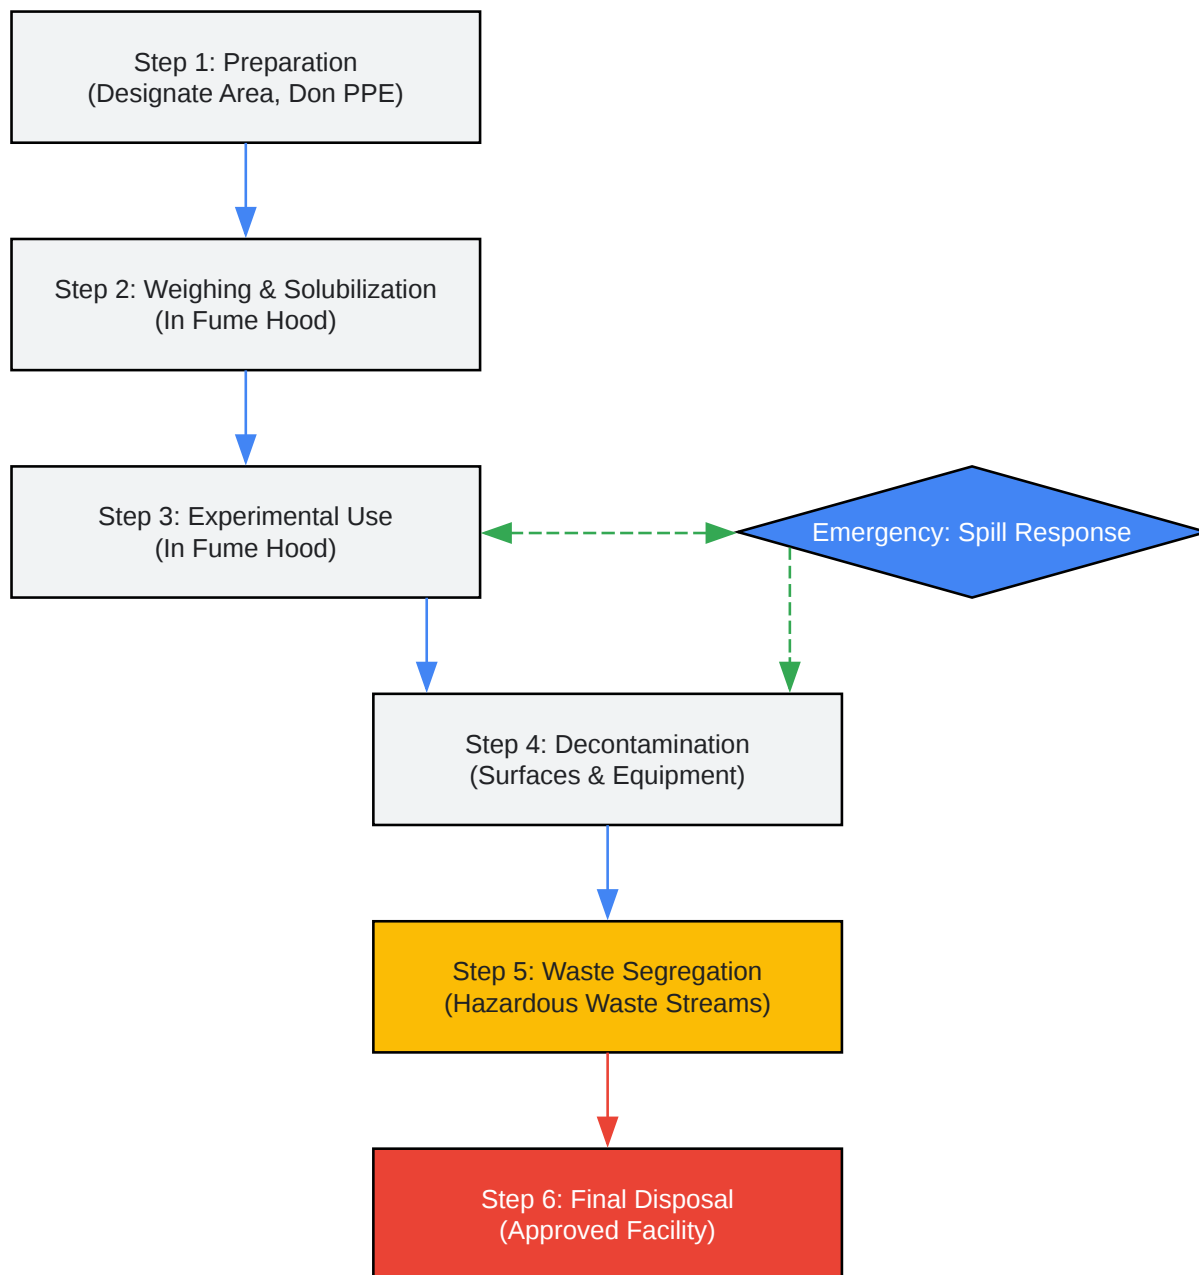 Step 1: Preparation
(Designate Area, Don PPE)
Step 2: Weighing & Solubilization
(In Fume Hood)
Step 3: Experimental Use
(In Fume Hood)
Emergency: Spill Response
Step 4: Decontamination
(Surfaces & Equipment)
Step 5: Waste Segregation
(Hazardous Waste Streams)
Step 6: Final Disposal
(Approved Facility)